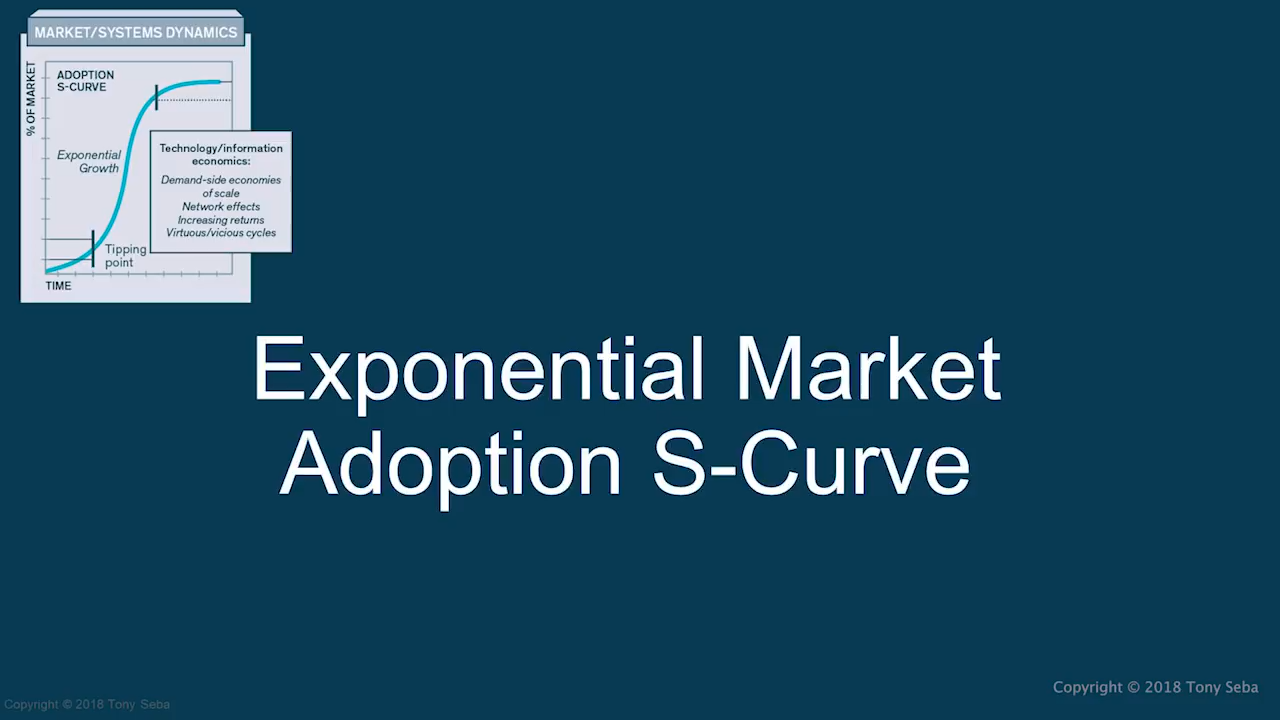 MARKET/SYSTEMS DYNAMICS
% OF MARKET
ADOPTION
S-CURVE
Exponential
Growth
Technology/information
economics:
Demand-side economies
of scale
Network effects
Increasing returns
Virtuous/vicious cycles
Tipping
point
TIME
Exponential Market
Adoption S-Curve
Copyright © 2018 Tony Seba
Copyright © 2018 Tony Seba